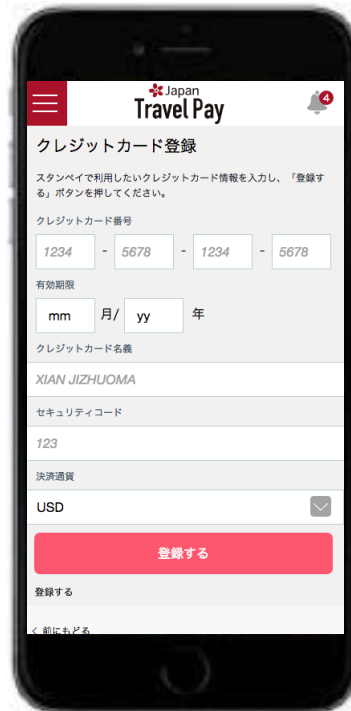 Japan
Travel Pay
4
クレジットカード登録
スタンペイで利用したいクレジットカード情報を入力し、「登録す
る」ボタンを押してください。
クレジットカード番号
1234 - 5678 - 1234 - 5678
有効期限
mm 月/ yy 年
クレジットカード名義
XIAN JIZHUOMA
セキュリティコード
123
決済通貨
USD
登録する
登録する
< 前にもどる